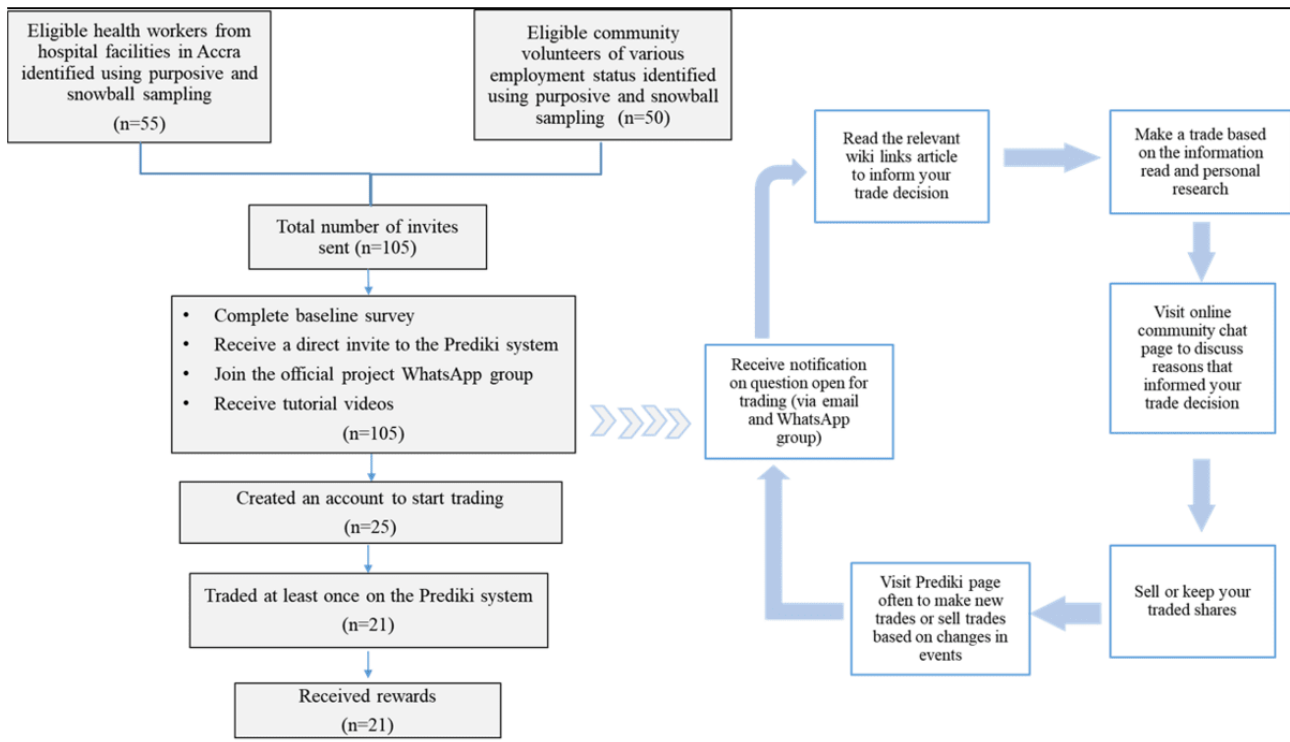 Eligible health workers from
hospital facilities in Accra
identified using purposive and
snowball sampling
(n=55)
Eligible community
volunteers of various
employment status identified
using purposive and snowball
sampling (n=50)
Total number of invites
sent (n=105)
• Complete baseline survey
• Receive a direct invite to the Prediki system
• Join the official project WhatsApp group
• Receive tutorial videos
(n=105)
Created an account to start trading
(n=25)
Traded at least once on the Prediki system
(n=21)
Received rewards
(n=21)
Receive notification
on question open for
trading (via email
and WhatsApp
group)
Read the relevant
wiki links article
to inform your
trade decision
Make a trade based
on the information
read and personal
research
Visit online
community chat
page to discuss
reasons that
informed your
trade decision
Sell or keep your
traded shares
Visit Prediki page
often to make new
trades or sell trades
based on changes in
events